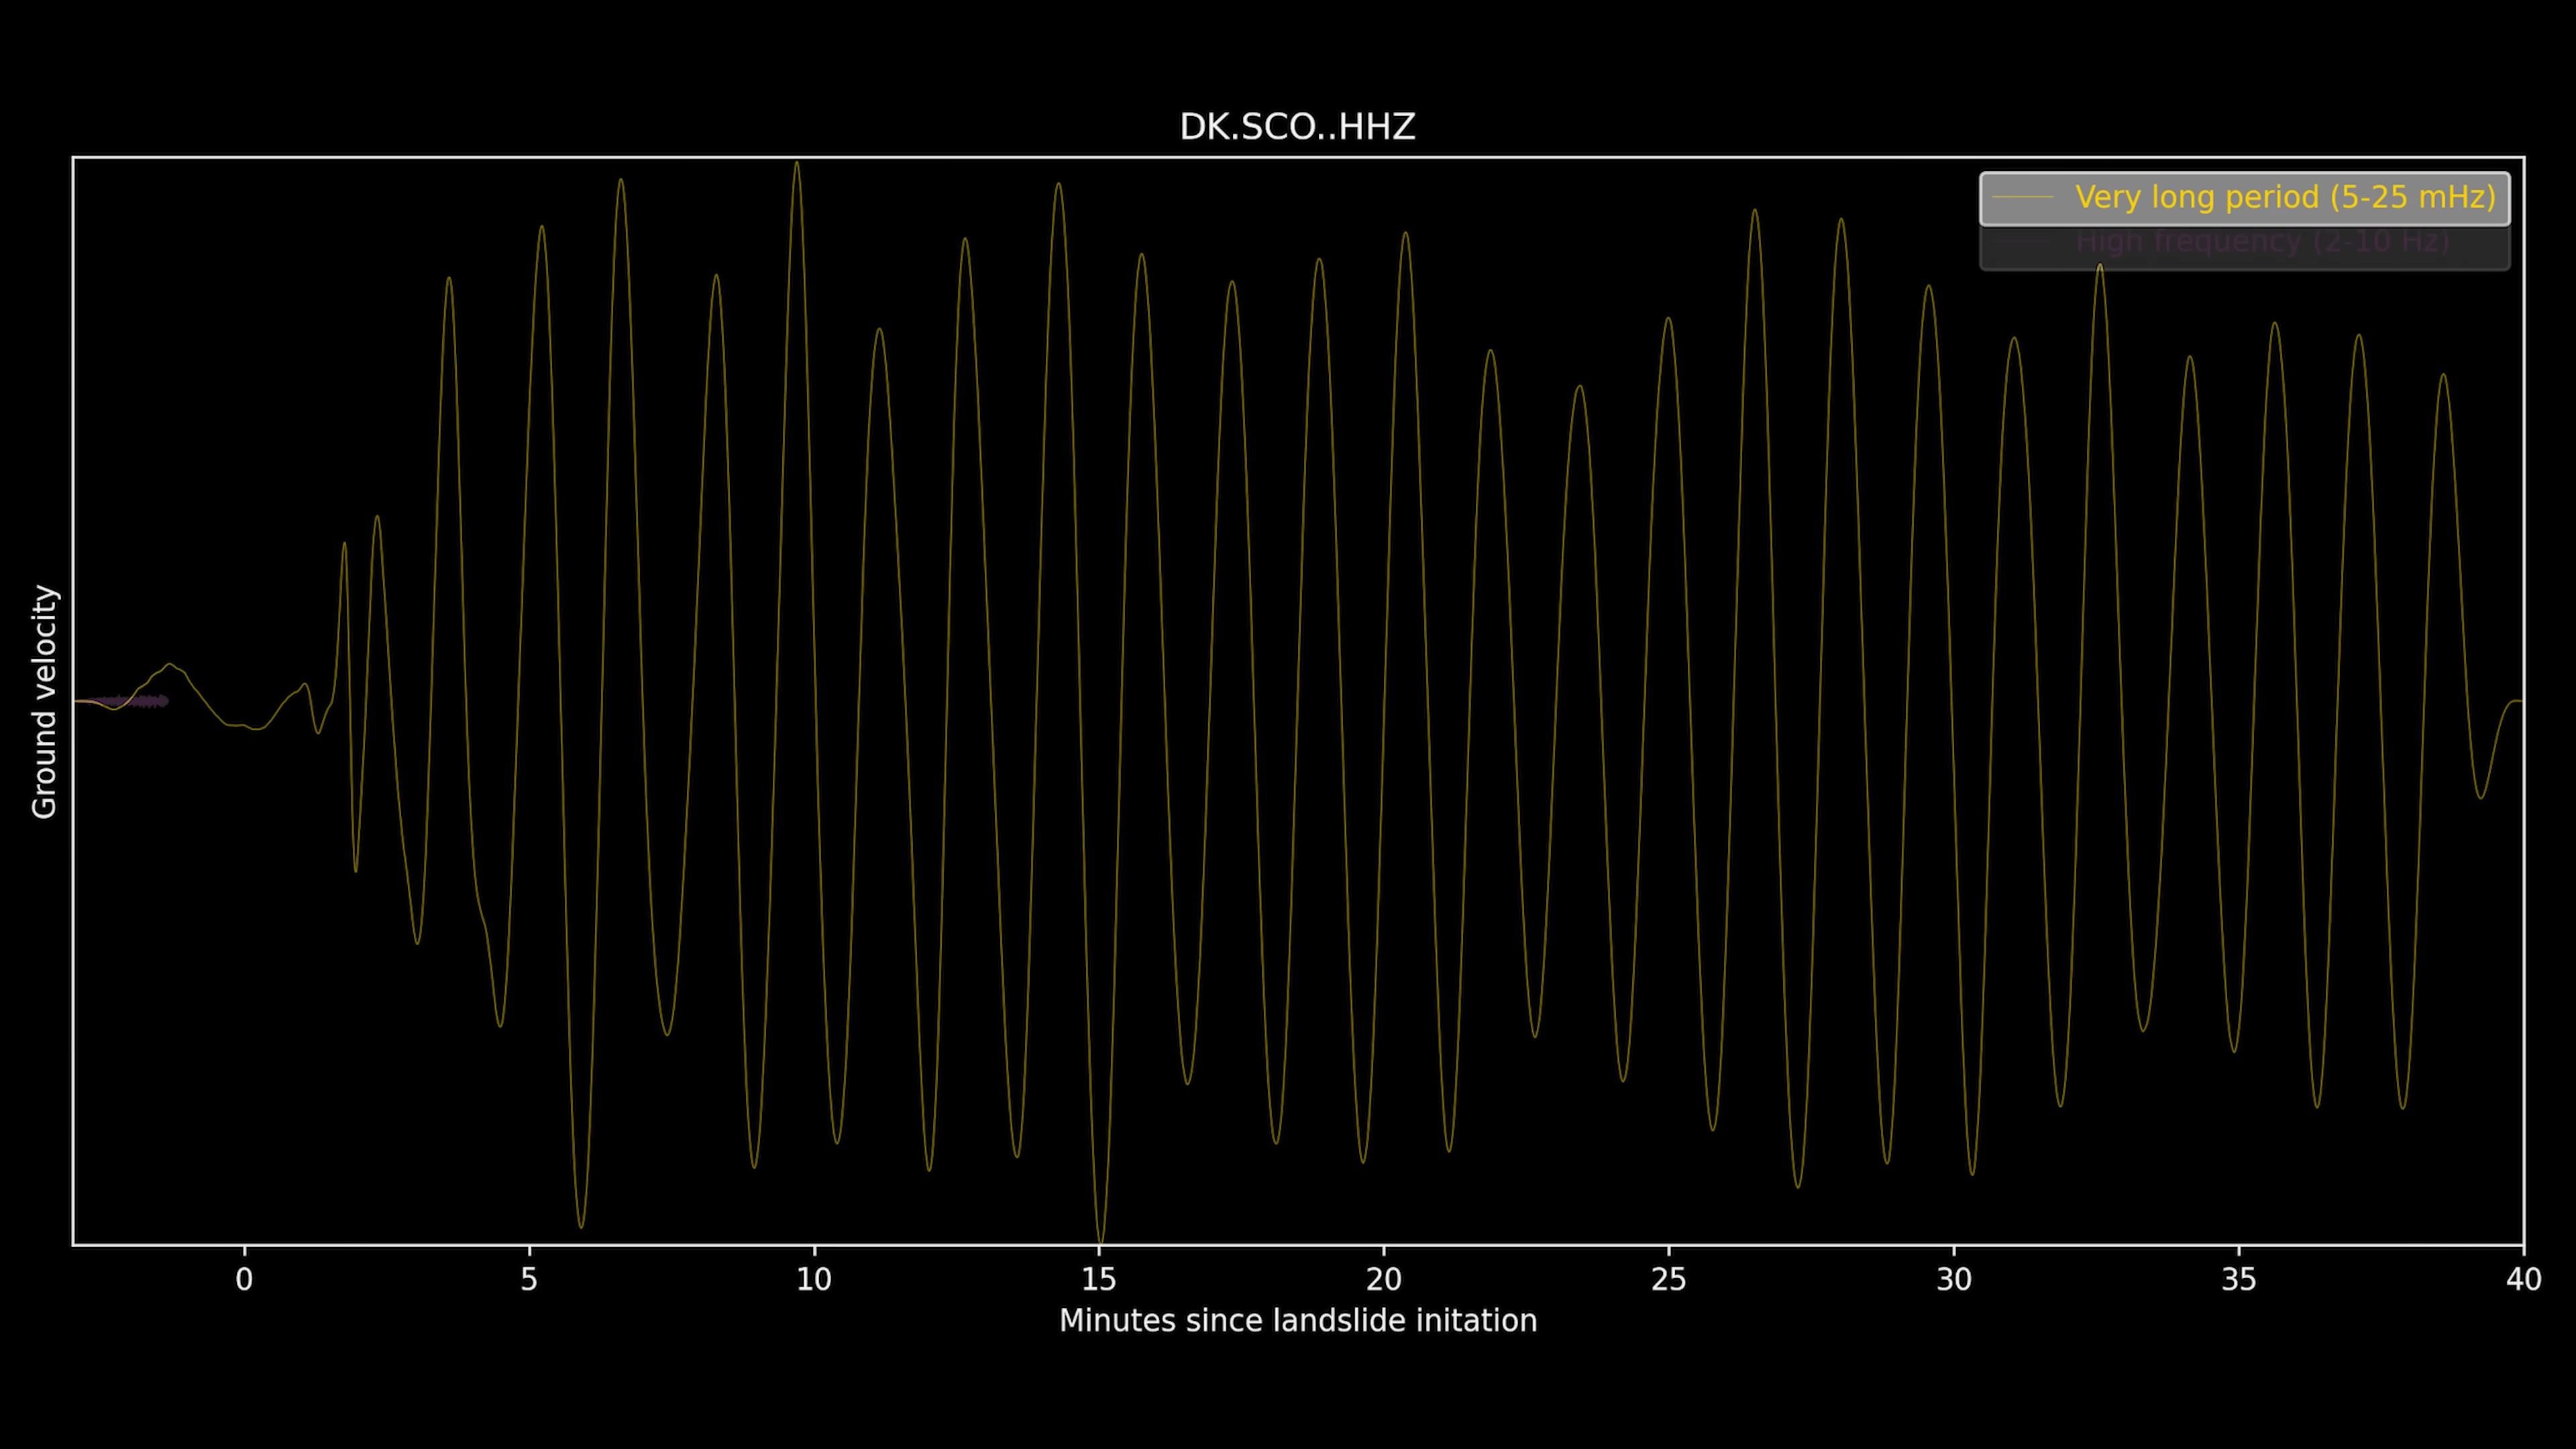 DK.SCO..HHZ
Very long period (5-25 mHz)
High frequency (2-10 Hz)
Ground velocity
0 5 10 15 20 25 30 35 40
Minutes since landslide initation